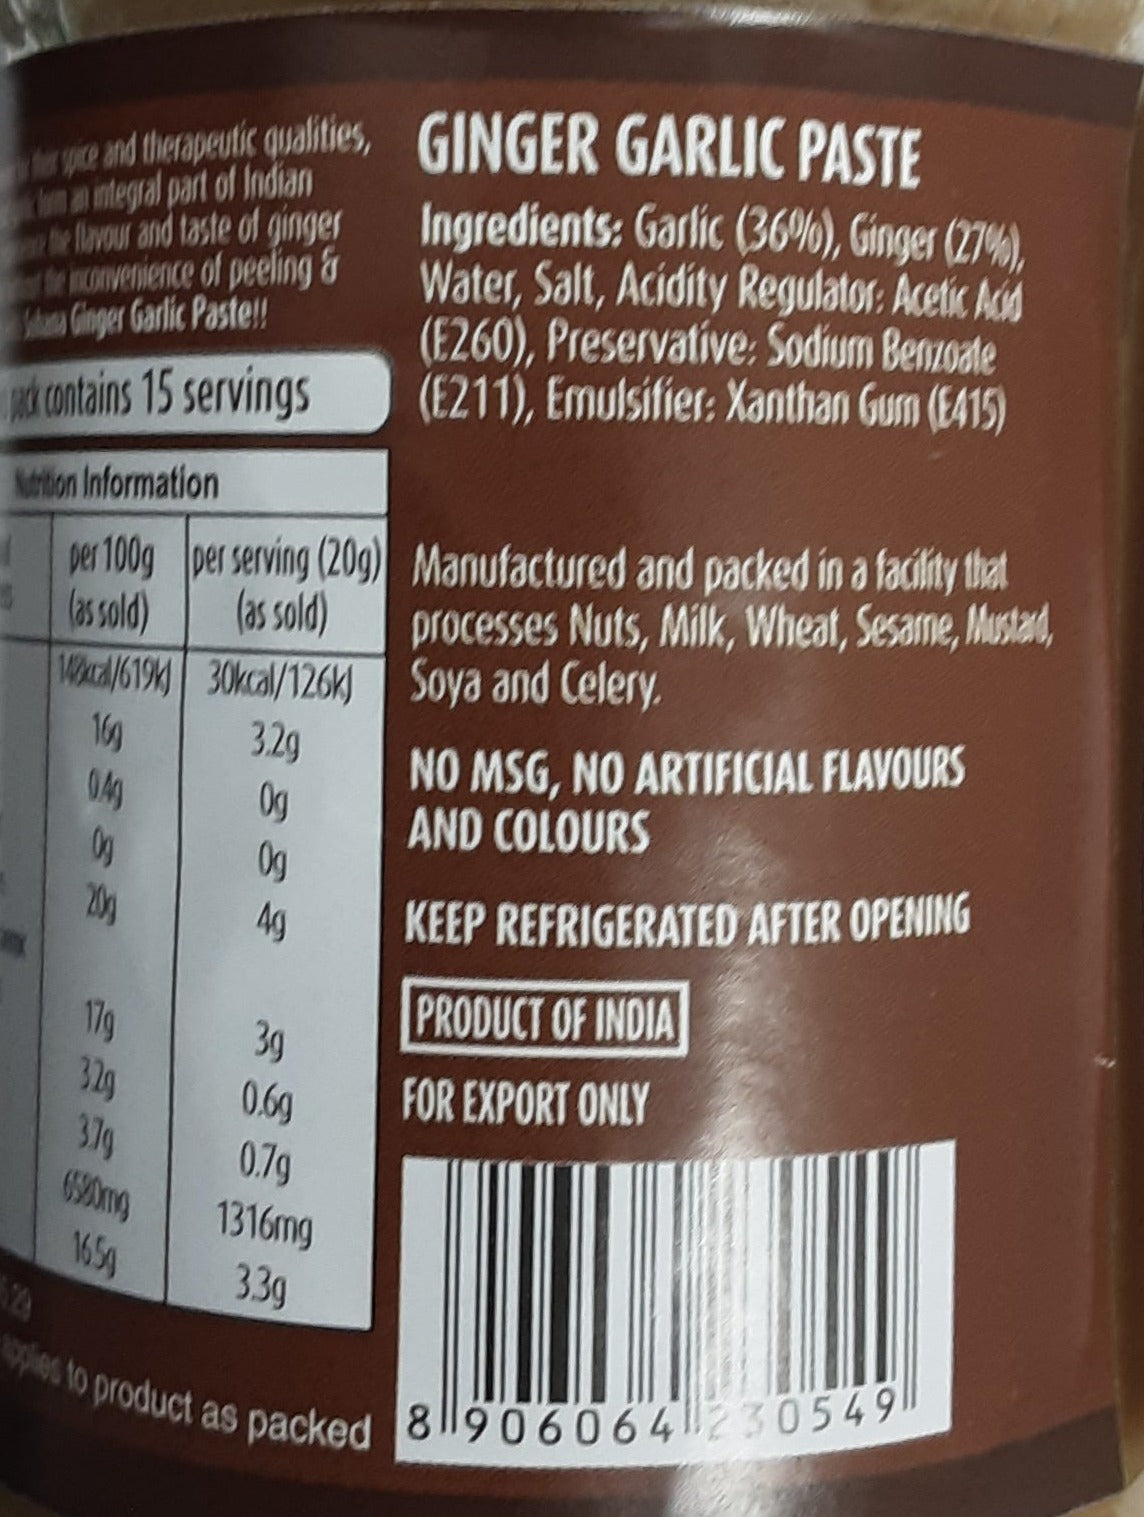 spice and therapeutic qualities,
an integral part of Indian
the flavour and taste of ginger
the inconvenience of peeling &
Ginger Garlic Paste!!
pack contains 15 servings
Nutrition Information
per 100g per serving (20g)
(as sold) (as sold)
148kcal/619kJ 30kcal/126kJ
16g 3.2g
0.4g 0g
0g 0g
20g 4g
17g 3g
3.2g 0.6g
3.7g 0.7g
6580mg 1316mg
16.5g 3.3g
applies to product as packed
GINGER GARLIC PASTE
Ingredients: Garlic (36%), Ginger (27%),
Water, Salt, Acidity Regulator: Acetic Acid
(E260), Preservative: Sodium Benzoate
(E211), Emulsifier: Xanthan Gum (E415)
Manufactured and packed in a facility that
processes Nuts, Milk, Wheat, Sesame, Mustard,
Soya and Celery.
NO MSG, NO ARTIFICIAL FLAVOURS
AND COLOURS
KEEP REFRIGERATED AFTER OPENING
PRODUCT OF INDIA
FOR EXPORT ONLY
8 906064 230549